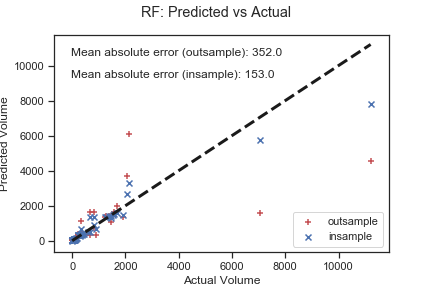 RF: Predicted vs Actual
Mean absolute error (outsample): 352.0
Mean absolute error (insample): 153.0
Predicted Volume
10000
8000
6000
4000
2000
0
0 2000 4000 6000 8000 10000
Actual Volume
outsample
insample